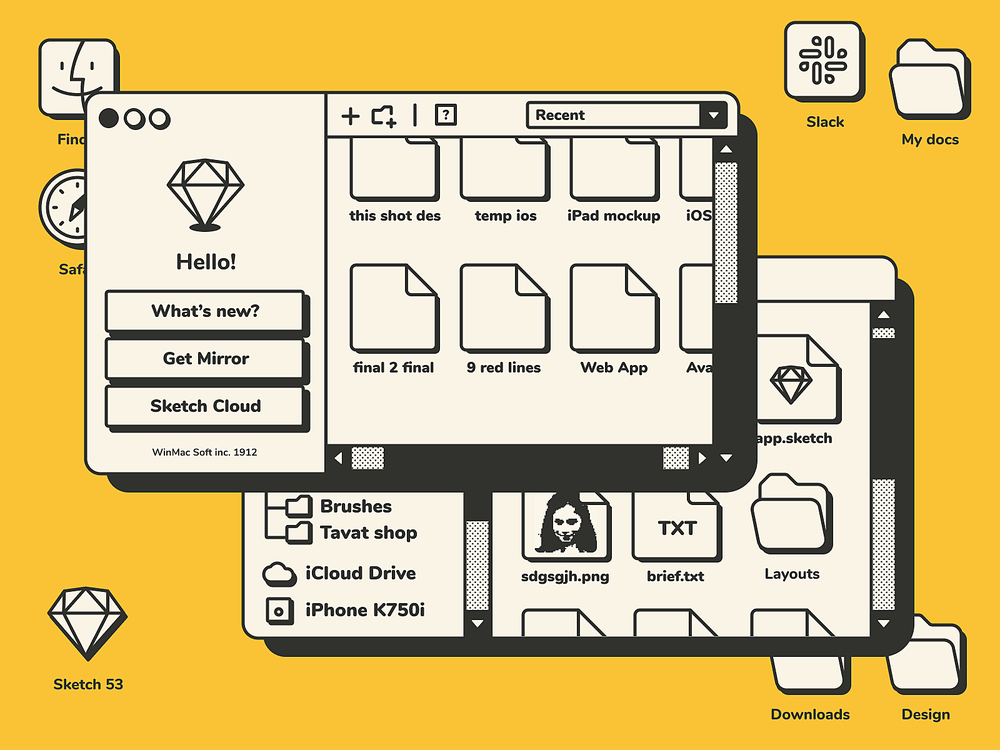 Find
Safa
Slack
My docs
?
Recent
Hello!
What's new?
Get Mirror
Sketch Cloud
WinMac Soft inc. 1912
this shot des
temp ios
iPad mockup
iOS
final 2 final
9 red lines
Web App
Ava
app.sketch
Brushes
Tavat shop
iCloud Drive
iPhone K750i
TXT
sdgsgjh.png
brief.txt
Layouts
Sketch 53
Downloads
Design